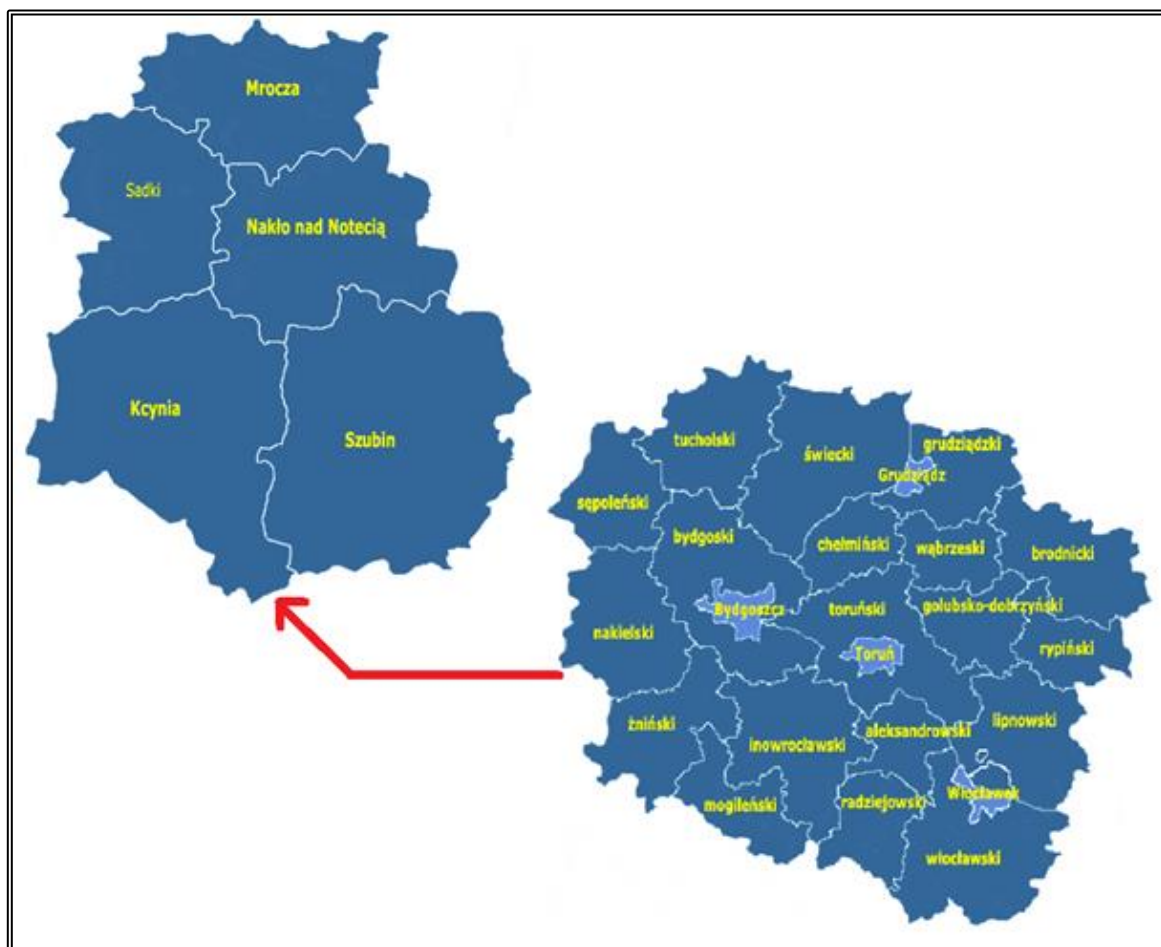 Mrocza
Sadki
Nakło nad Notecią
Kcynia
Szubin
tucholski
świecki
grudziądzki
Grudziądz
sępoleński
bydgoski
chełmiński
wąbrzeski
brodnicki
Bydgoszcz
toruński
golubsko-dobrzyński
nakielski
Toruń
rypiński
żniński
inowrocławski
aleksandrowski
lipnowski
mogileński
radziejowski
Włocławek
włocławski